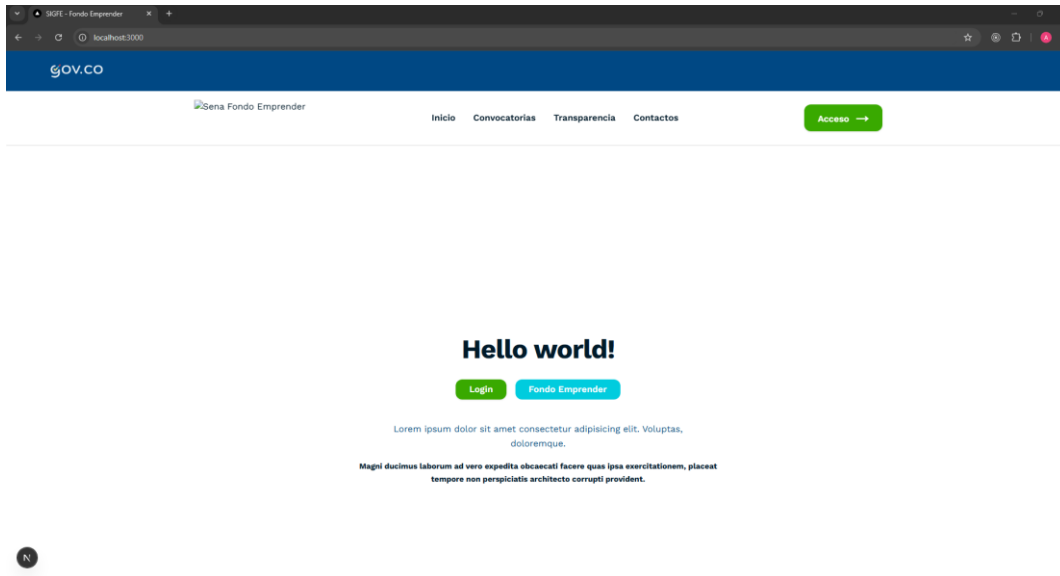 SIGFE - Fondo Emprender
localhost:3000
GOV.CO
Sena Fondo Emprender
Inicio Convocatorias Transparencia Contactos
Acceso →
Hello world!
Login Fondo Emprender
Lorem ipsum dolor sit amet consectetur adipisicing elit. Voluptas,
doloremque.
Magni ducimus laborum ad vero expedita obcaecati facere quas ipsa exercitationem, placeat
tempore non perspiciatis architecto corrupti provident.
N